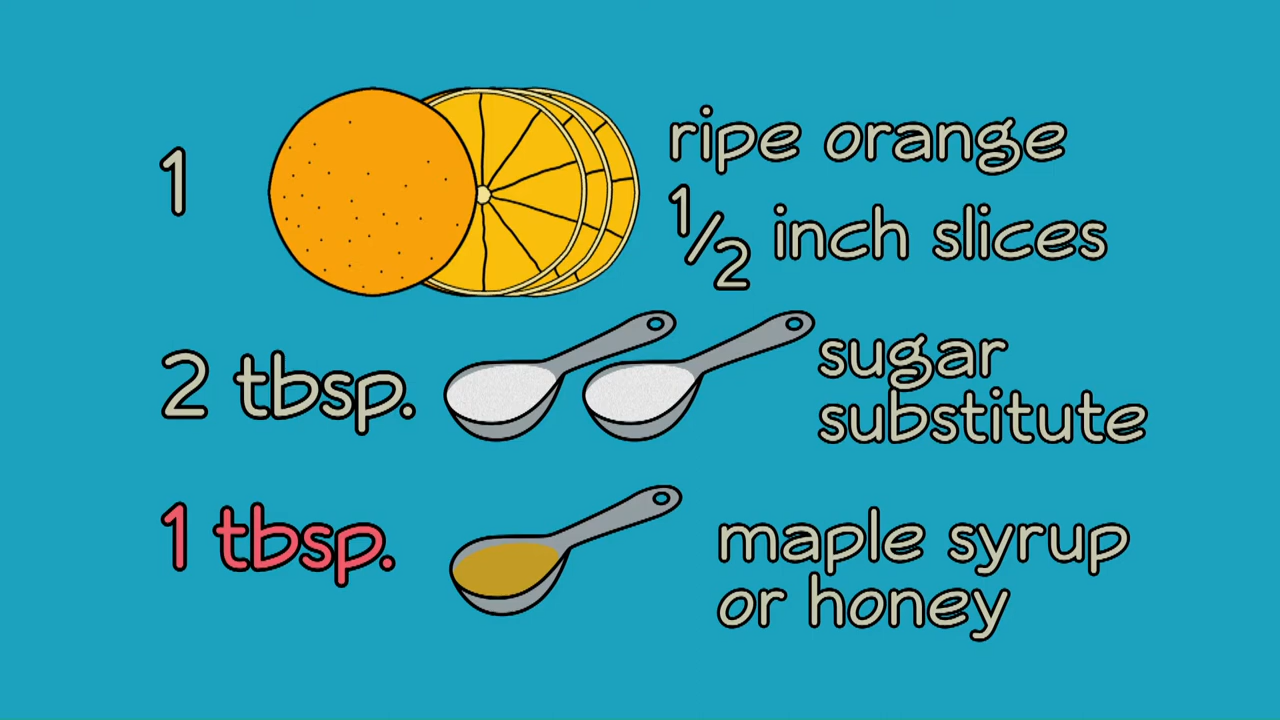 1 ripe orange
1/2 inch slices
2 tbsp. sugar
substitute
1 tbsp. maple syrup
or honey